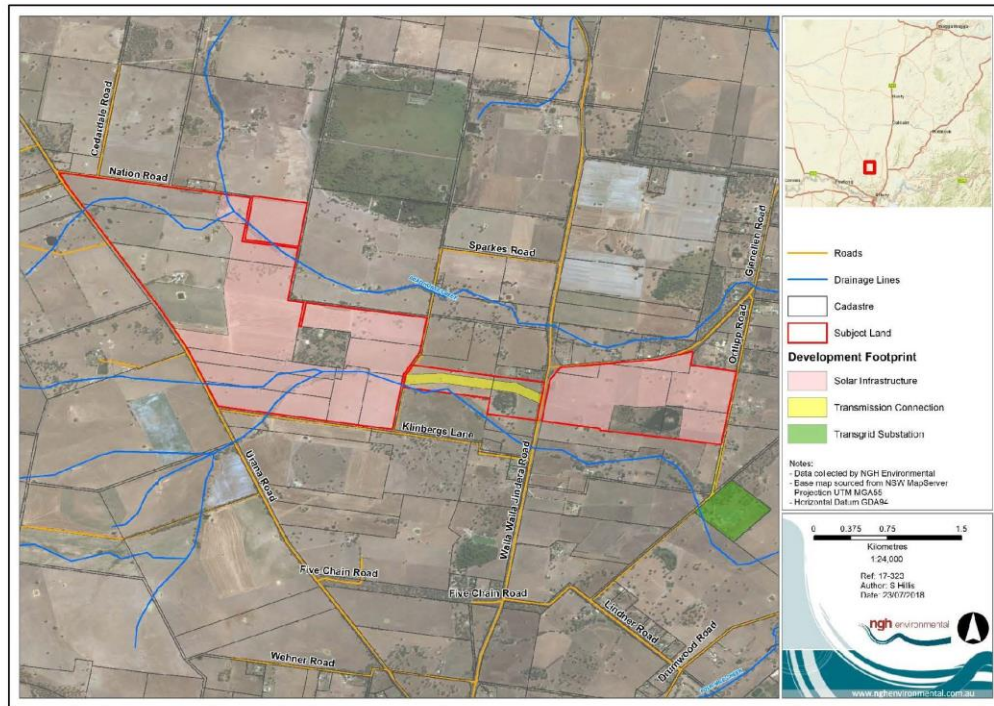 Cedardale Road
Nation Road
Sparkes Road
Glenellen Road
Ortlipp Road
Klinbergs Lane
Urana Road
Walla Walla Jindera Road
Five Chain Road
Five Chain Road
Lindner Road
Drumwood Road
Wehner Road
Roads
Drainage Lines
Cadastre
Subject Land
Development Footprint
Solar Infrastructure
Transmission Connection
Transgrid Substation
Notes:
- Data collected by NGH Environmental
- Base map sourced from NSW MapServer
Projection UTM MGA55
- Horizontal Datum GDA94
0 0.375 0.75 1.5
Kilometres
1:24,000
Ref: 17-323
Author: S Hillis
Date: 23/07/2018
ngh environmental
www.nghenvironmental.com.au